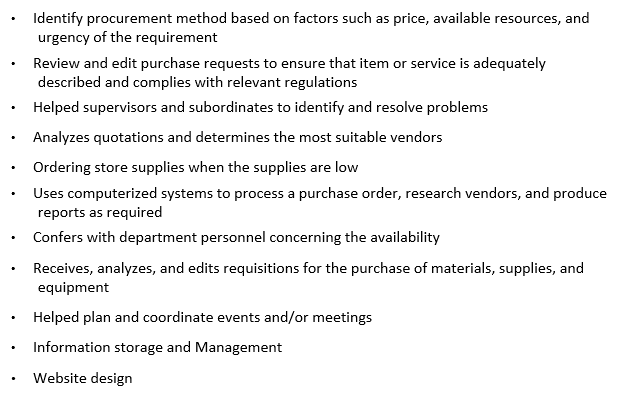 • Identify procurement method based on factors such as price, available resources, and
urgency of the requirement
• Review and edit purchase requests to ensure that item or service is adequately
described and complies with relevant regulations
• Helped supervisors and subordinates to identify and resolve problems
• Analyzes quotations and determines the most suitable vendors
• Ordering store supplies when the supplies are low
• Uses computerized systems to process a purchase order, research vendors, and produce
reports as required
• Confers with department personnel concerning the availability
• Receives, analyzes, and edits requisitions for the purchase of materials, supplies, and
equipment
• Helped plan and coordinate events and/or meetings
• Information storage and Management
• Website design